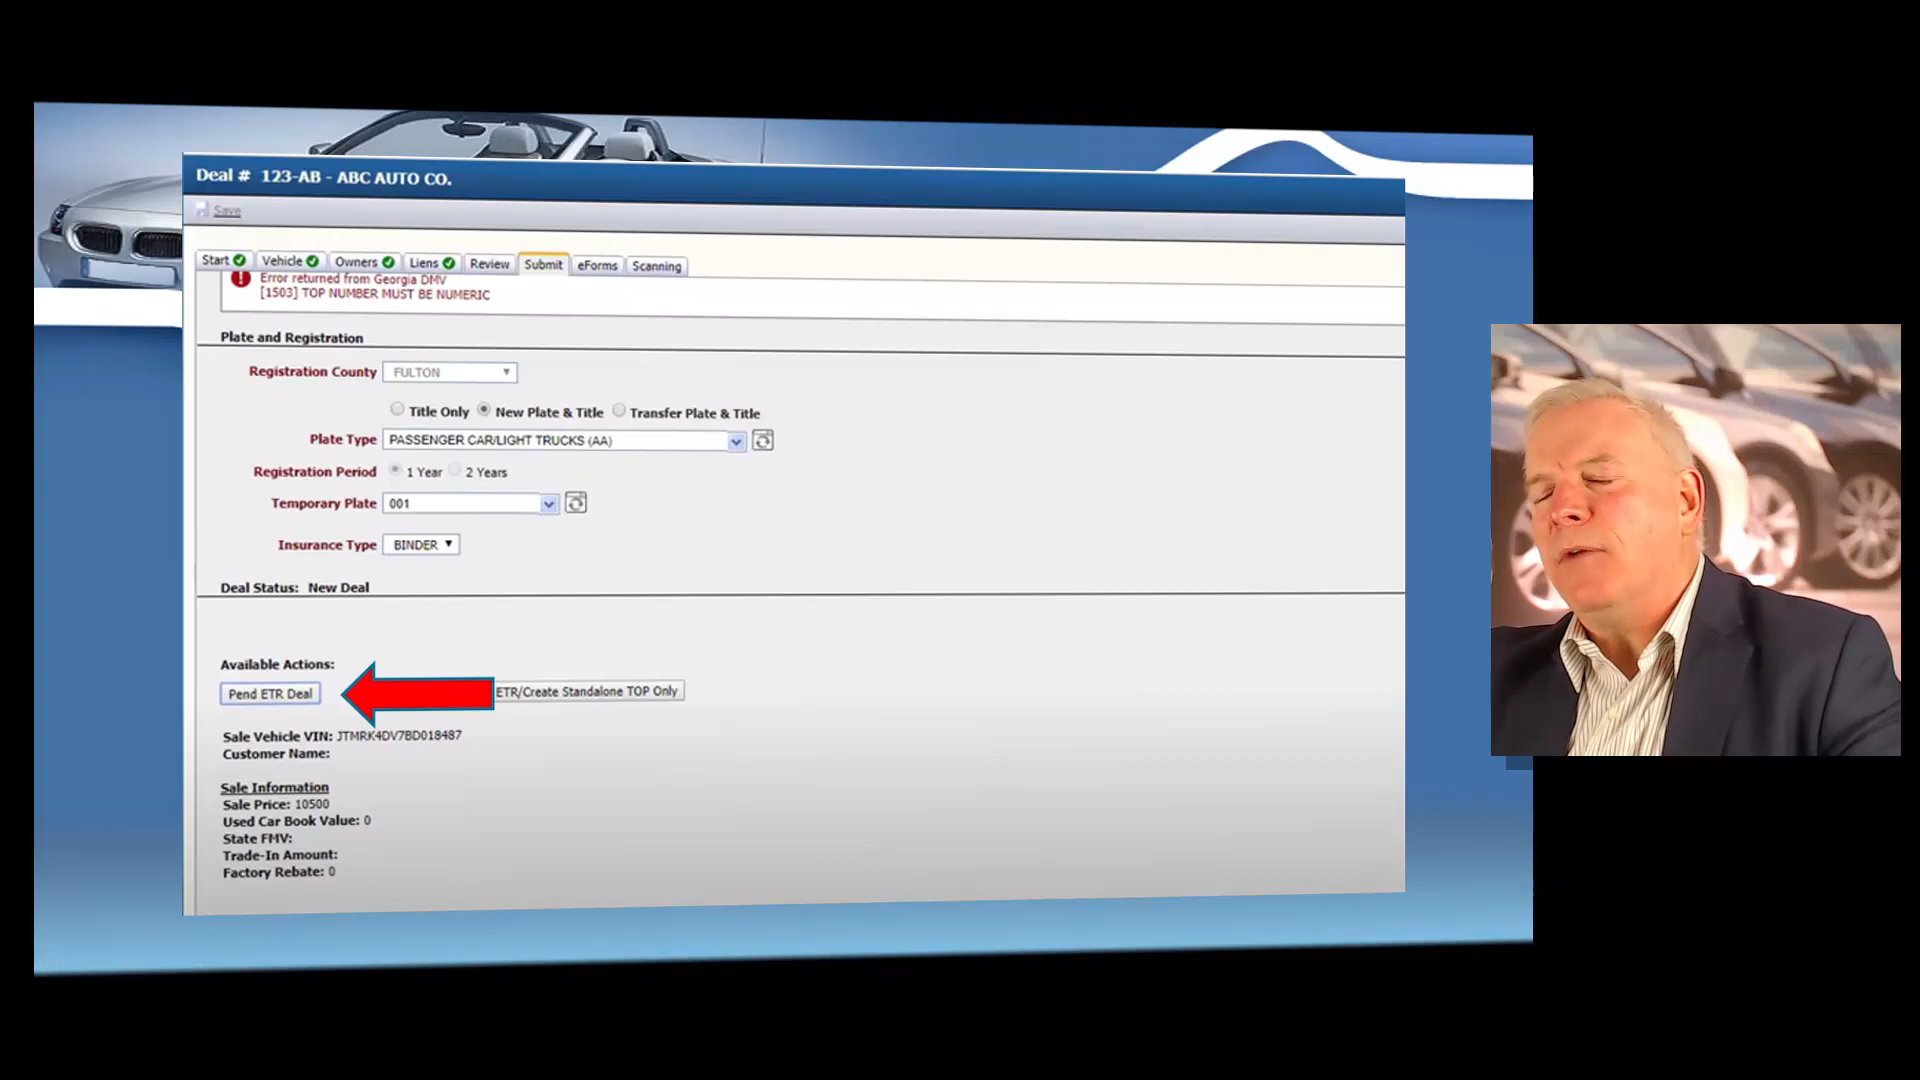 Deal # 123-AB - ABC AUTO CO.
Save
Start Vehicle Owners Liens Review Submit eForms Scanning
Error returned from Georgia DMV
[1503] TOP NUMBER MUST BE NUMERIC
Plate and Registration
Registration County FULTON
Title Only New Plate & Title Transfer Plate & Title
Plate Type PASSENGER CAR/LIGHT TRUCKS (AA)
Registration Period 1 Year 2 Years
Temporary Plate 001
Insurance Type BINDER
Deal Status: New Deal
Available Actions:
Pend ETR Deal ETR/Create Standalone TOP Only
Sale Vehicle VIN: JTMRK4DV7BD018487
Customer Name:
Sale Information
Sale Price: 10500
Used Car Book Value: 0
State FMV:
Trade-In Amount:
Factory Rebate: 0